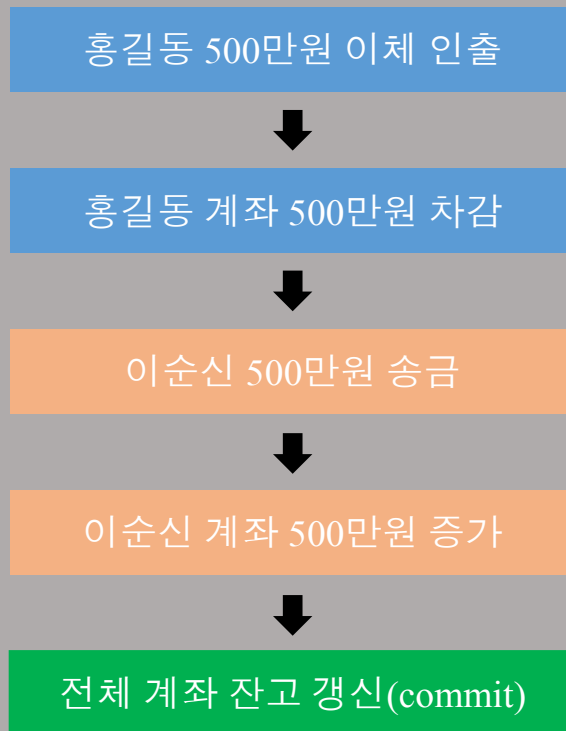 홍길동 500만원 이체 인출
홍길동 계좌 500만원 차감
이순신 500만원 송금
이순신 계좌 500만원 증가
전체 계좌 잔고 갱신(commit)